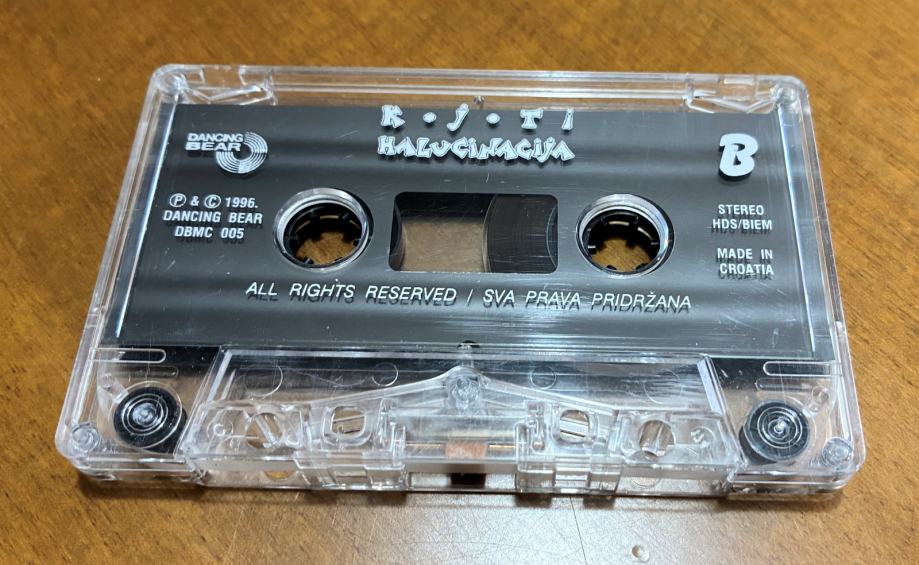 K • J • T /
HALUCINACIJA
DANCING
BEAR
B
Ⓟ & © 1996.
DANCING BEAR
DBMC 005
STEREO
HDS/BIEM
MADE IN
CROATIA
ALL RIGHTS RESERVED / SVA PRAVA PRIDRŽANA